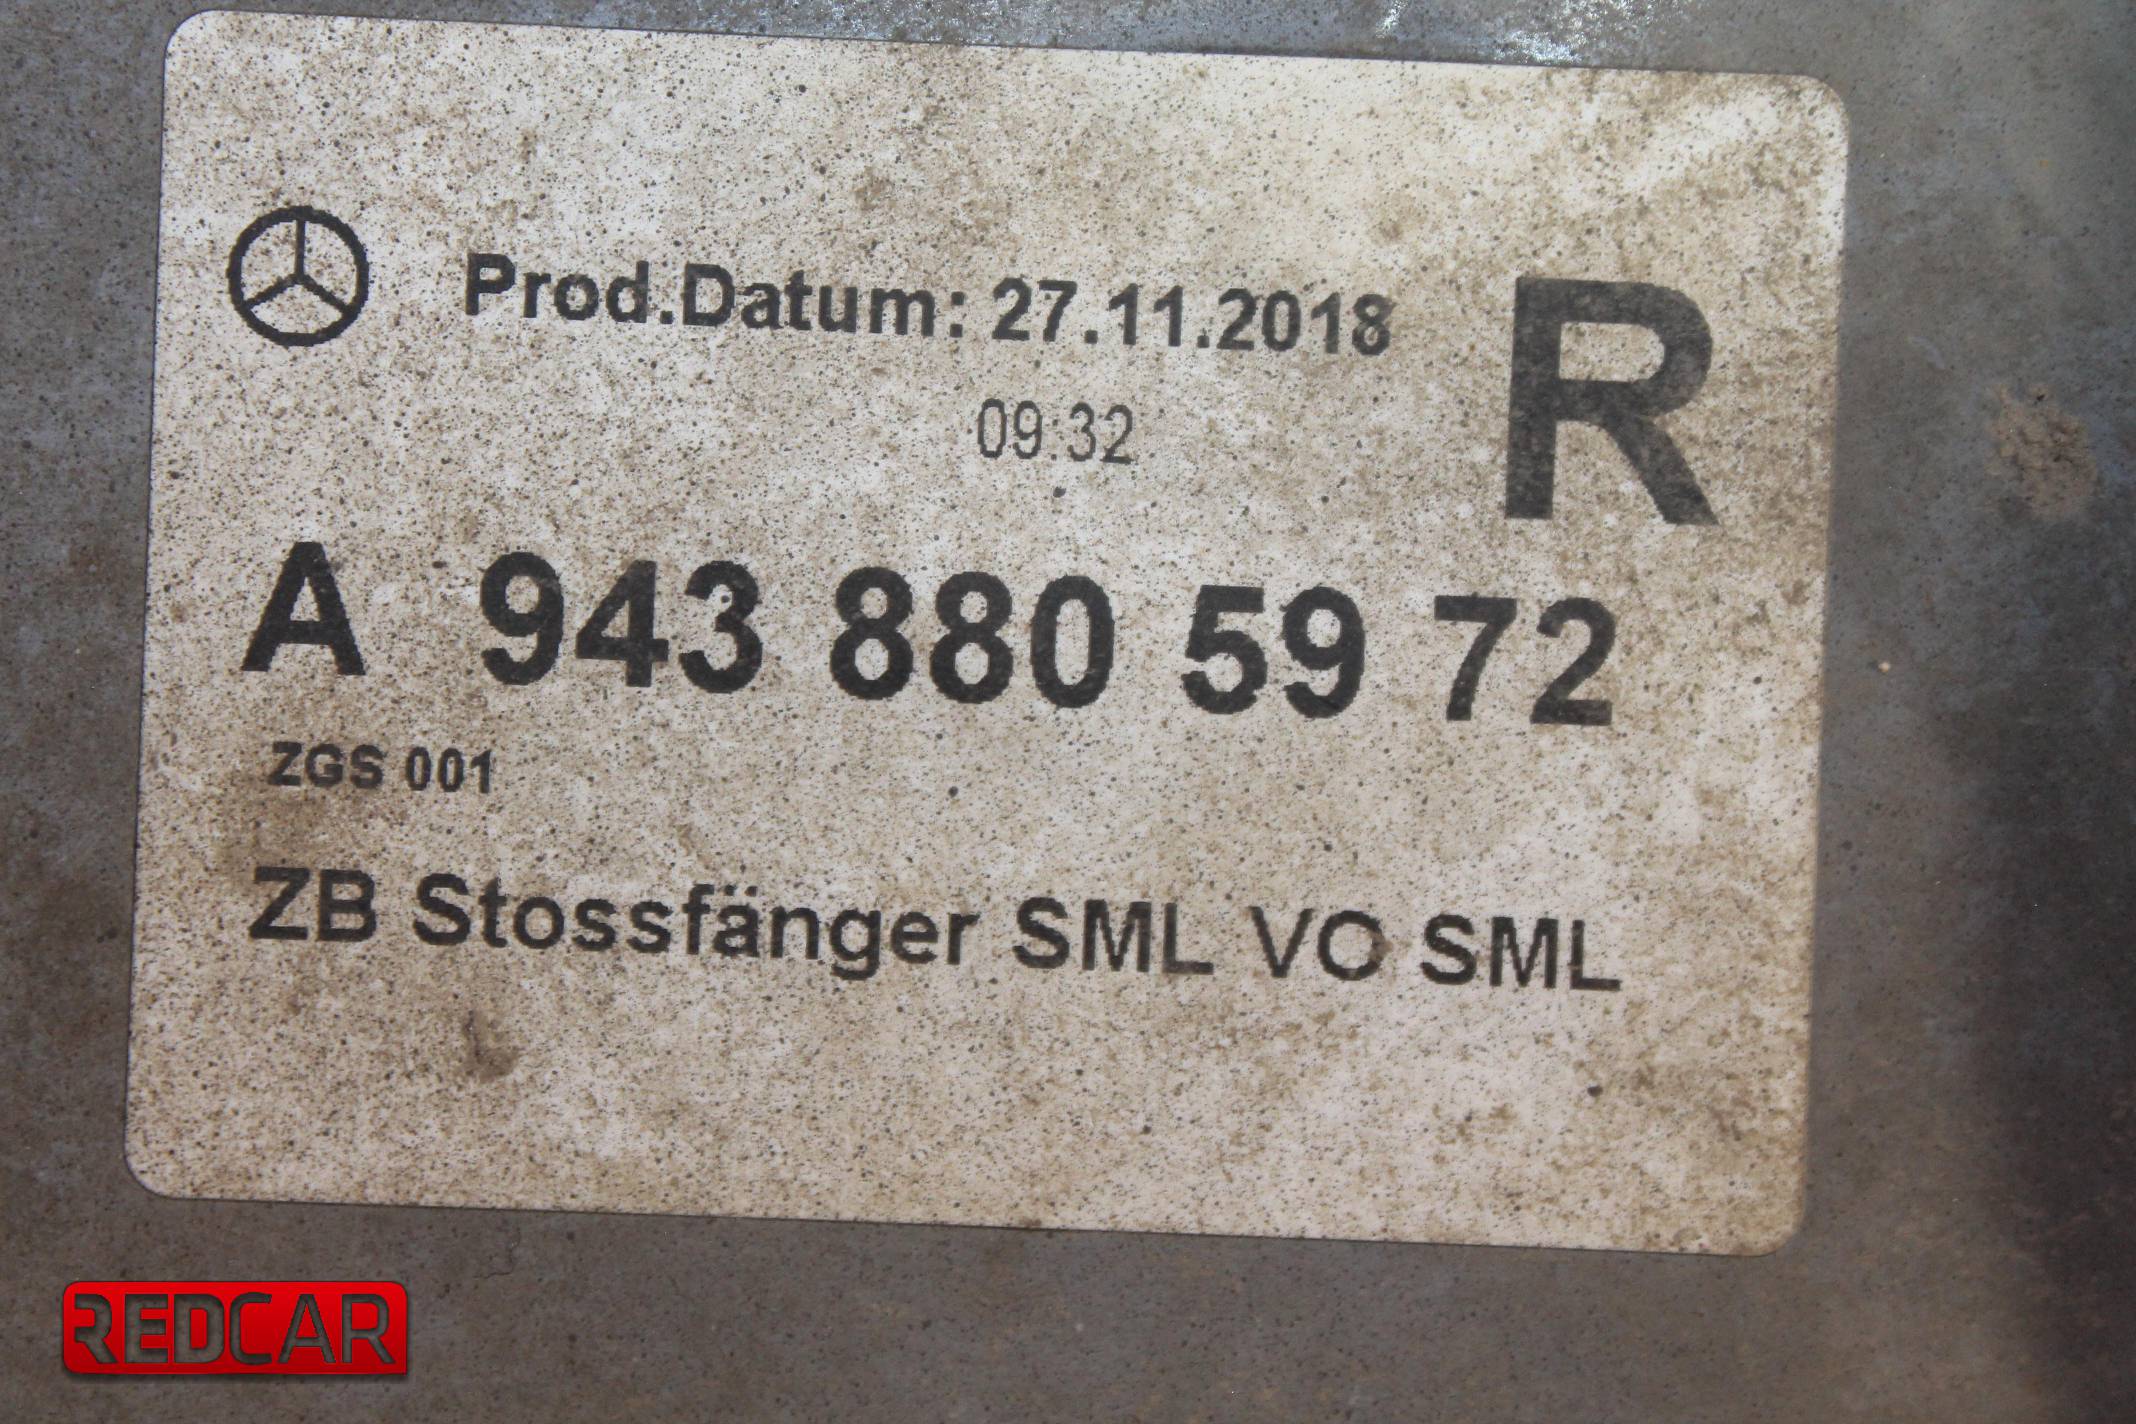 Prod.Datum: 27.11.2018
09:32
R
A 943 880 59 72
ZGS 001
ZB Stossfänger SML VO SML
REDCAR